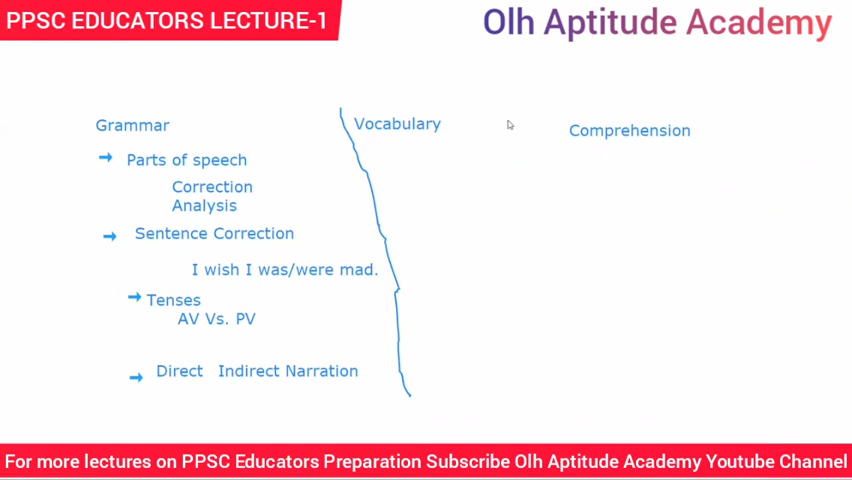 PPSC EDUCATORS LECTURE-1
Olh Aptitude Academy
Grammar
Vocabulary
Comprehension
Parts of speech
Correction
Analysis
Sentence Correction
I wish I was/were mad.
Tenses
AV Vs. PV
Direct Indirect Narration
For more lectures on PPSC Educators Preparation Subscribe Olh Aptitude Academy Youtube Channel